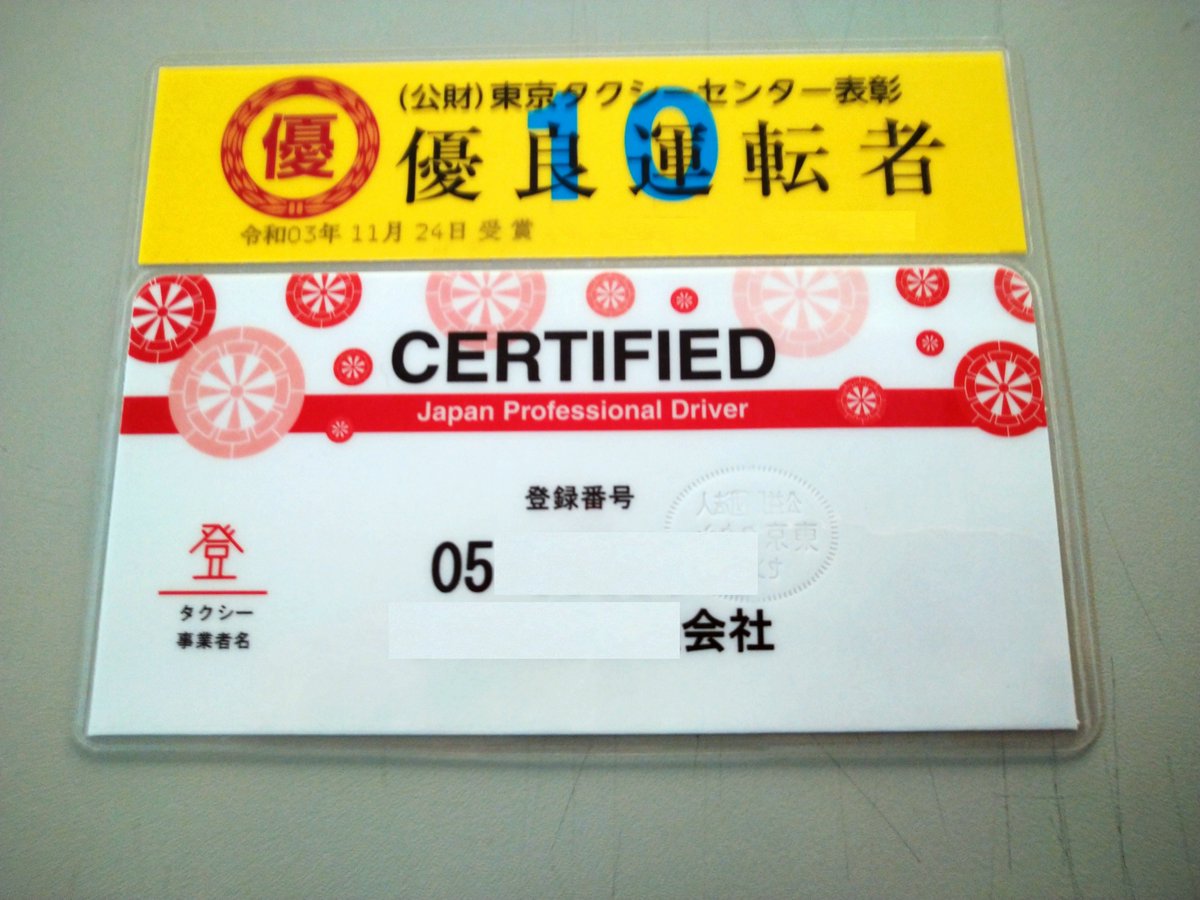 優
(公財)東京タクシーセンター表彰
10
優良運転者
令和03年 11月 24日 受賞
CERTIFIED
Japan Professional Driver
登録番号
05
登
タクシー
事業者名
会社